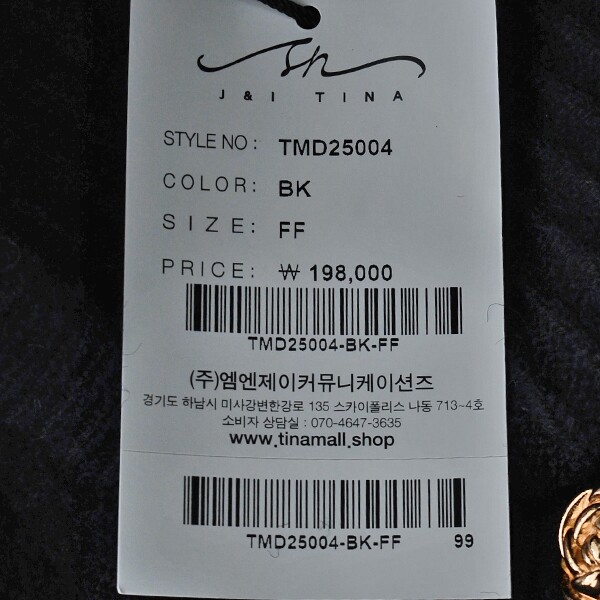 J & I TINA
STYLE NO : TMD25004
COLOR: BK
SIZE: FF
PRICE: ₩ 198,000
TMD25004-BK-FF
(주)엠엔제이커뮤니케이션즈
경기도 하남시 미사강변한강로 135 스카이폴리스 나동 713~4호
소비자 상담실 : 070-4647-3635
www.tinamall.shop
TMD25004-BK-FF 99